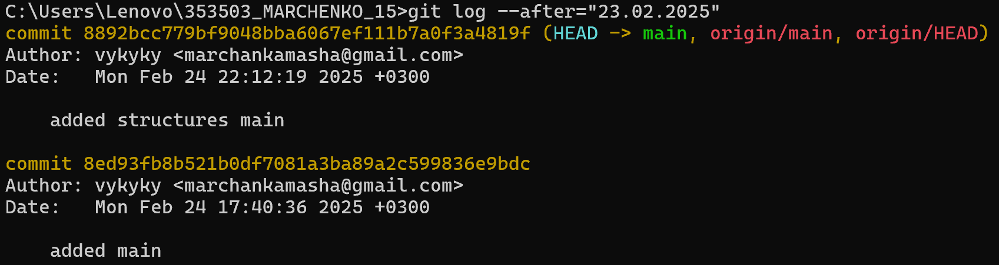 C:\Users\Lenovo\353503_MARCHENKO_15>git log --after="23.02.2025"
commit 8892bcc779bf9048bba6067ef111b7a0f3a4819f (HEAD -> main, origin/main, origin/HEAD)
Author: vykyky <marchankamasha@gmail.com>
Date:   Mon Feb 24 22:12:19 2025 +0300
    added structures main
commit 8ed93fb8b521b0df7081a3ba89a2c599836e9bdc
Author: vykyky <marchankamasha@gmail.com>
Date:   Mon Feb 24 17:40:36 2025 +0300
    added main